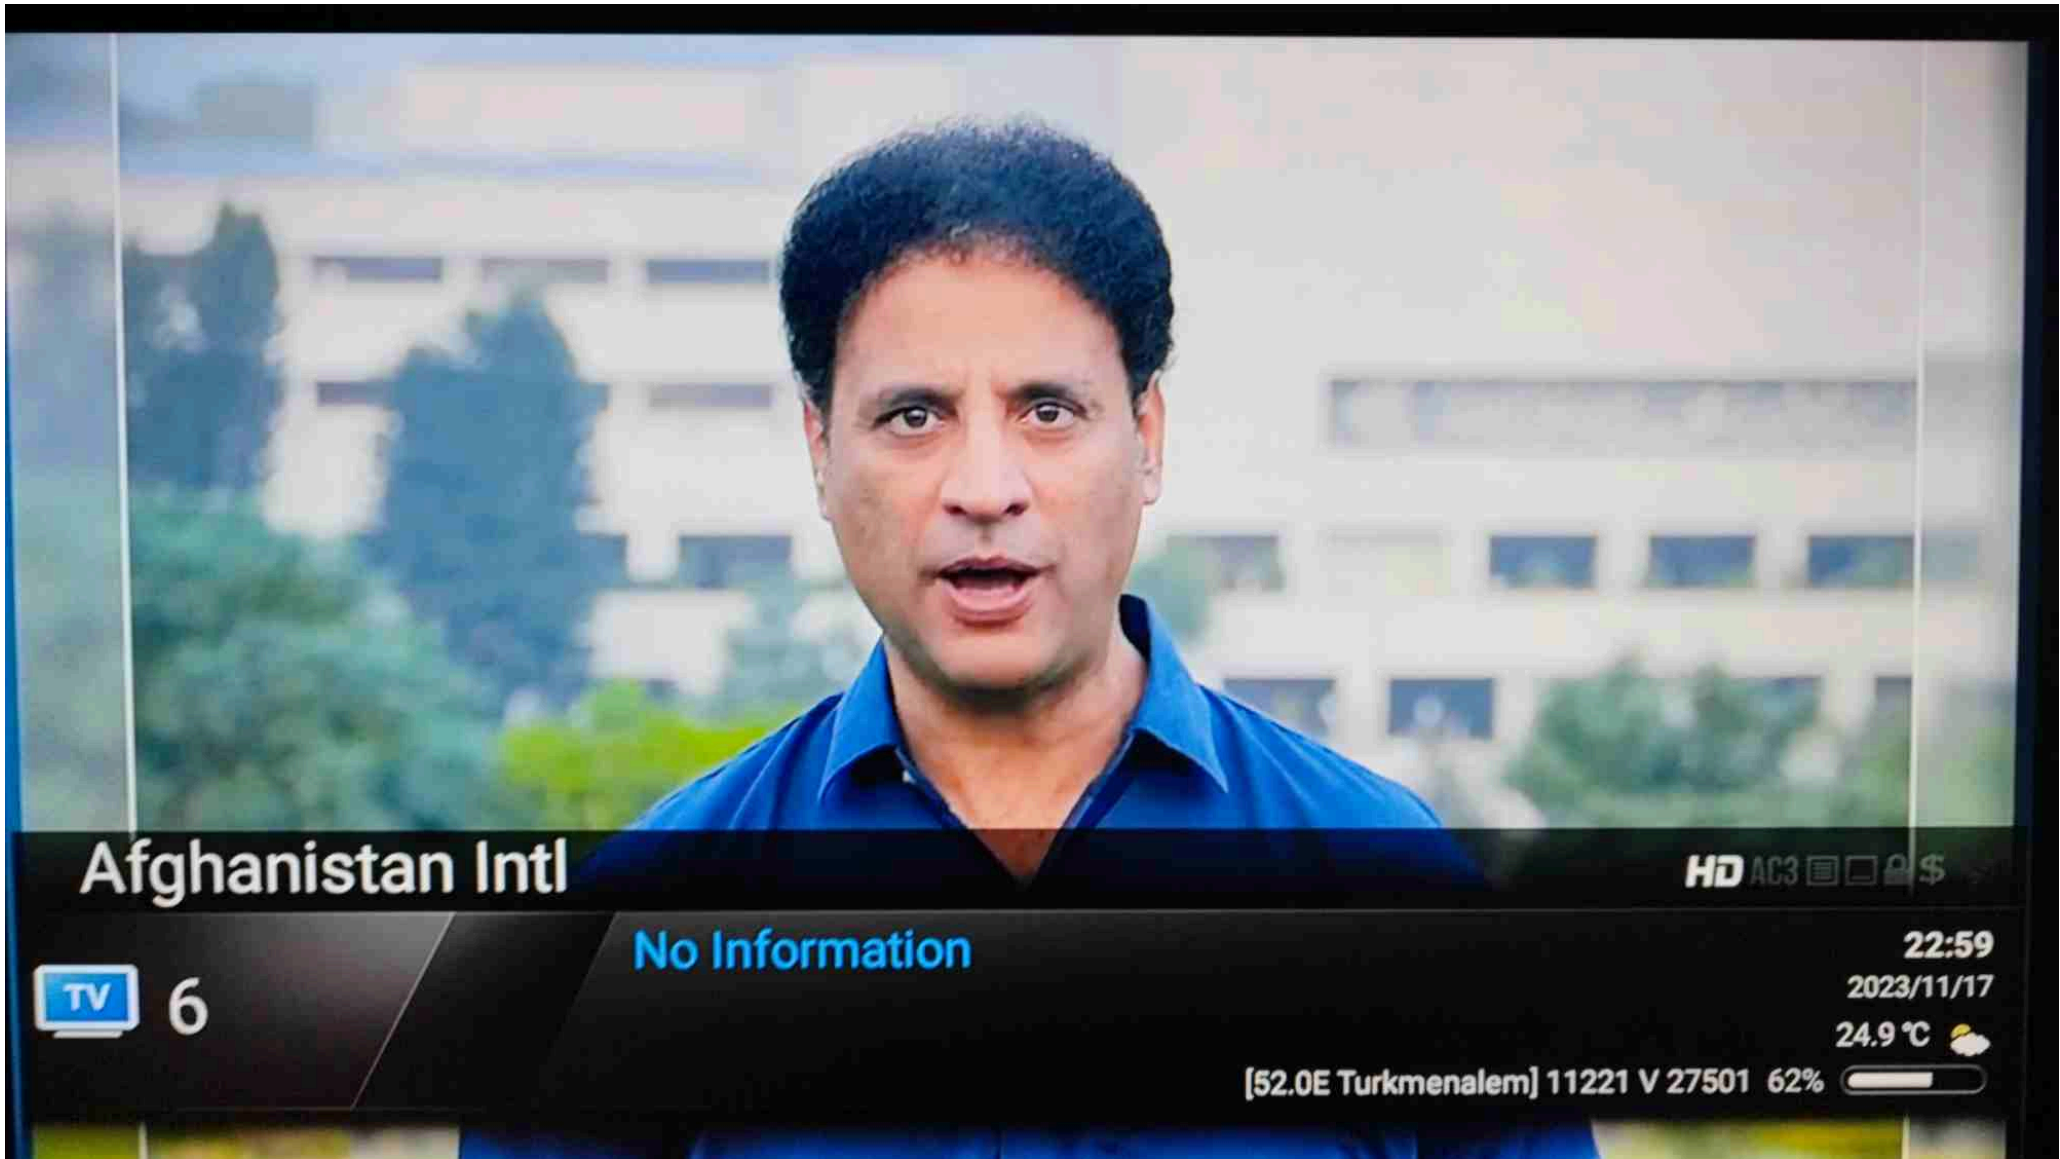 Afghanistan Intl
HD AC3 $
No Information
TV 6
22:59
2023/11/17
24.9 °C
[52.0E Turkmenalem] 11221 V 27501 62%